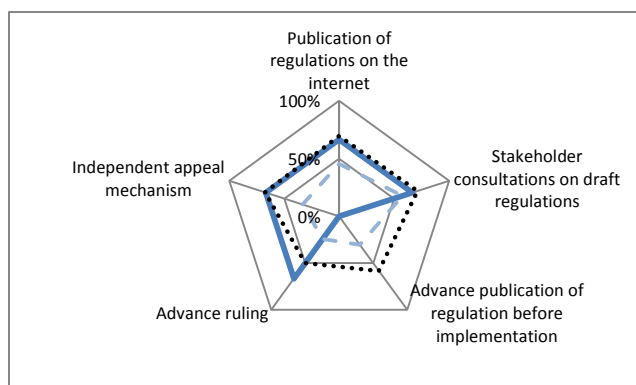 Publication of
regulations on the
internet
100%
50%
0%
Stakeholder
consultations on draft
regulations
Advance publication of
regulation before
implementation
Advance ruling
Independent appeal
mechanism